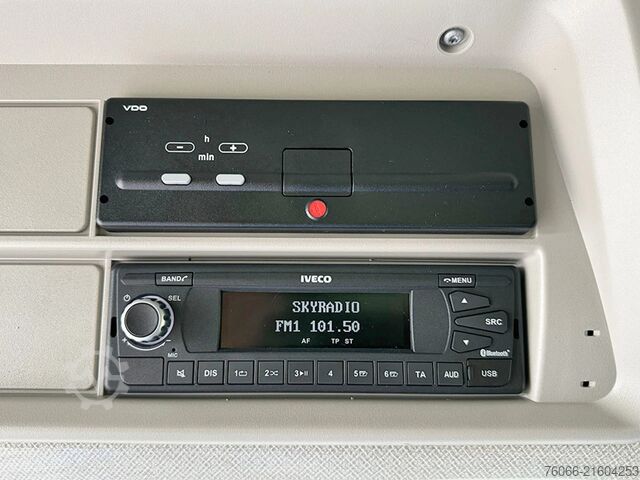 VDO
h
− +
min
BAND IVECO MENU
SEL
SKYRADIO
FM1 101.50
AF TP ST
SRC
+
MIC
Bluetooth
DIS 1 2 3 4 5 6 TA AUD USB
76066-21604253